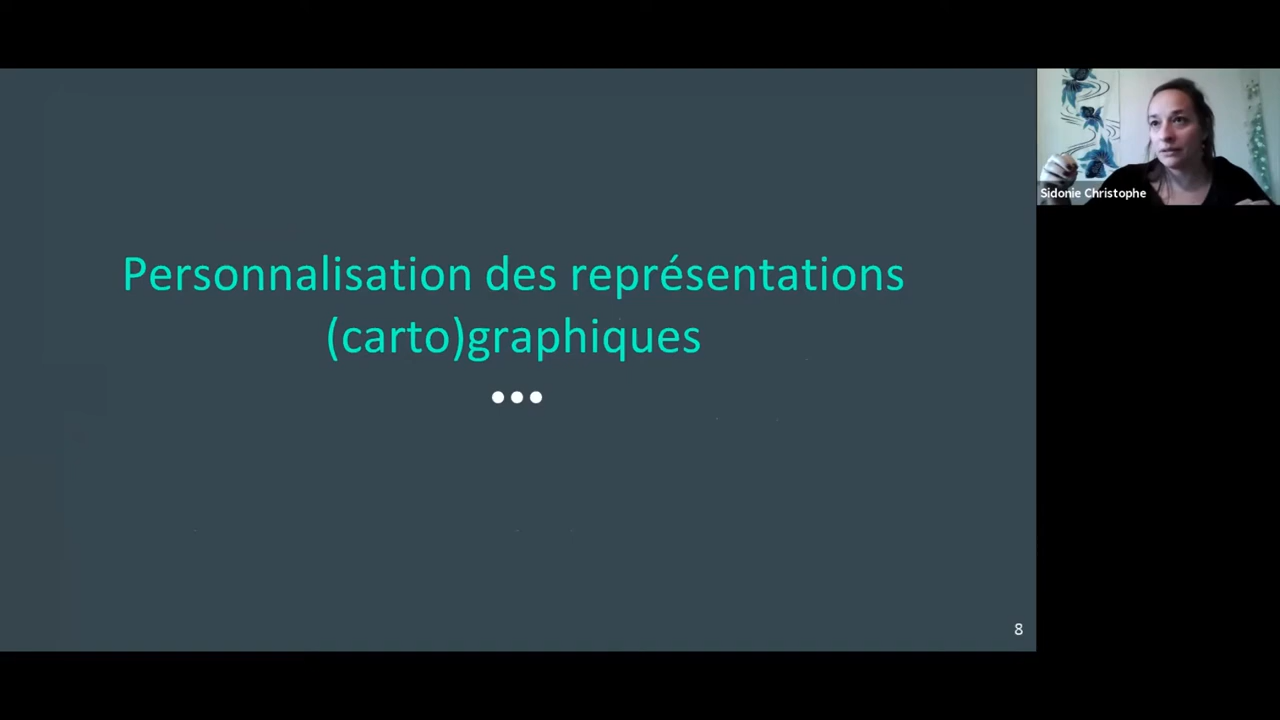 Personnalisation des représentations
(carto)graphiques
Sidonie Christophe
8